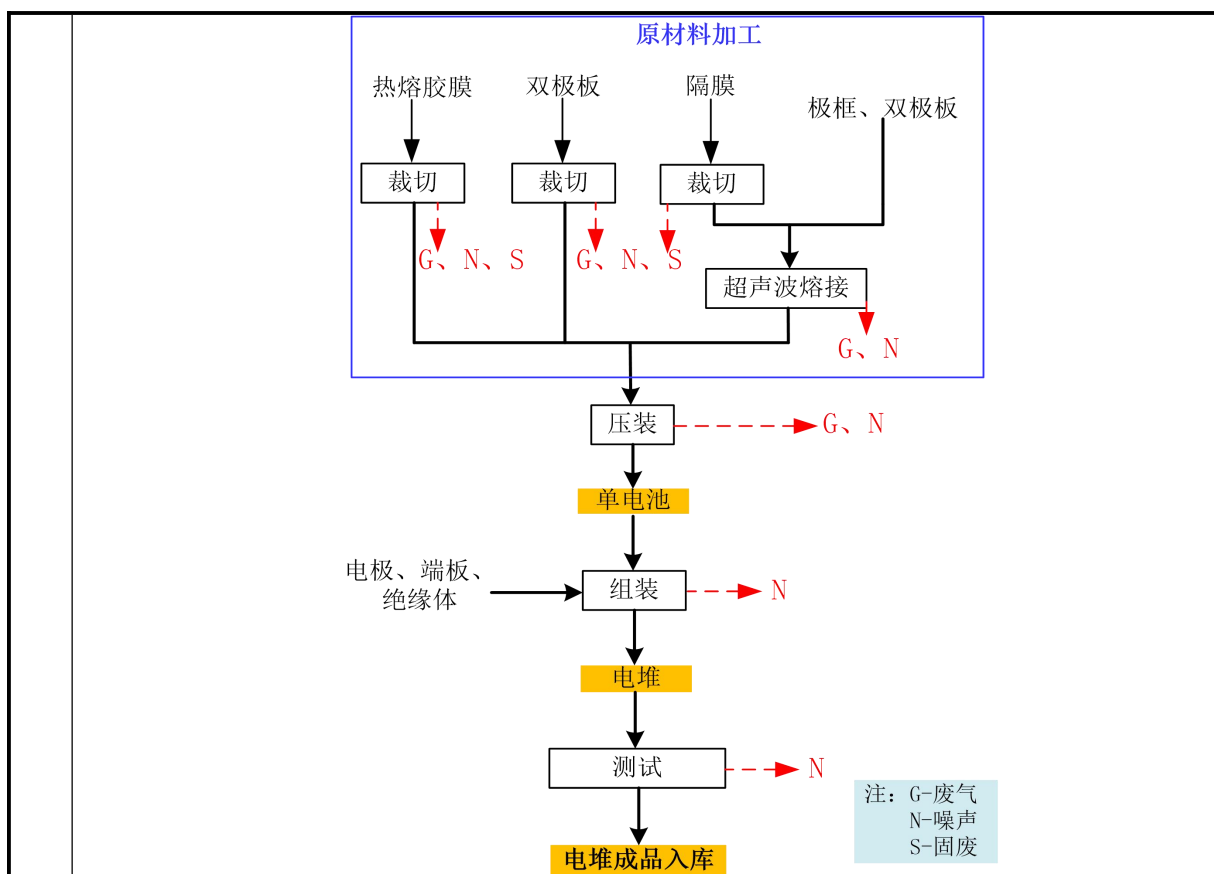 原材料加工
热熔胶膜
双极板
隔膜
极框、双极板
裁切
裁切
裁切
G、N、S
G、N、S
超声波熔接
G、N
压装
G、N
单电池
电极、端板、
绝缘体
组装
N
电堆
测试
N
注: G-废气
N-噪声
S-固废
电堆成品入库